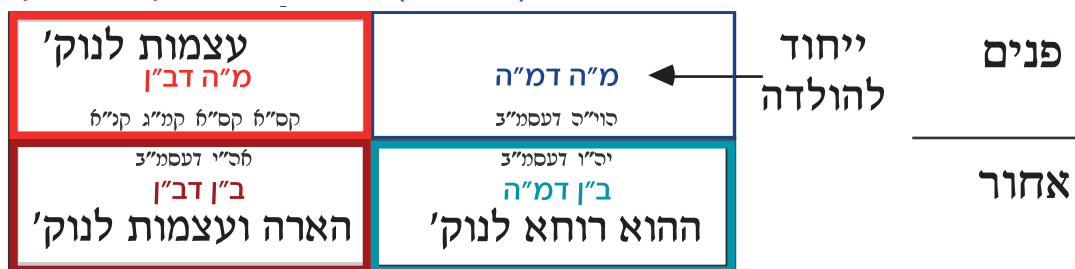 פנים
ייחוד
להולדה
מ״ה דמ״ה
הוי״ה דעסמ״ב
עצמות לנוק׳
מ״ה דב״ן
קס״א קס״א קמ״ג קנ״א
אחור
יה״ו דעסמ״ב
ב״ן דמ״ה
ההוא רוחא לנוק׳
אה״י דעסמ״ב
ב״ן דב״ן
הארה ועצמות לנוק׳